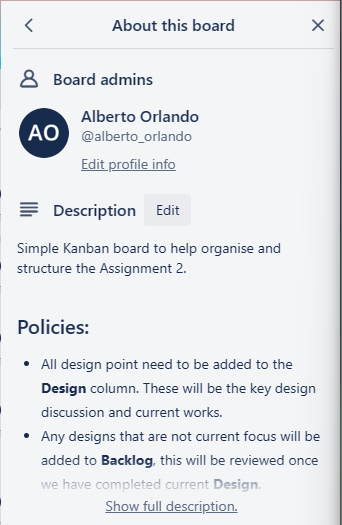 About this board
Board admins
AO
Alberto Orlando
@alberto_orlando
Edit profile info
Description
Edit
Simple Kanban board to help organise and
structure the Assignment 2.
Policies:
All design point need to be added to the
Design column. These will be the key design
discussion and current works.
Any designs that are not current focus will be
added to Backlog, this will be reviewed once
we have completed current Design.
Show full description.